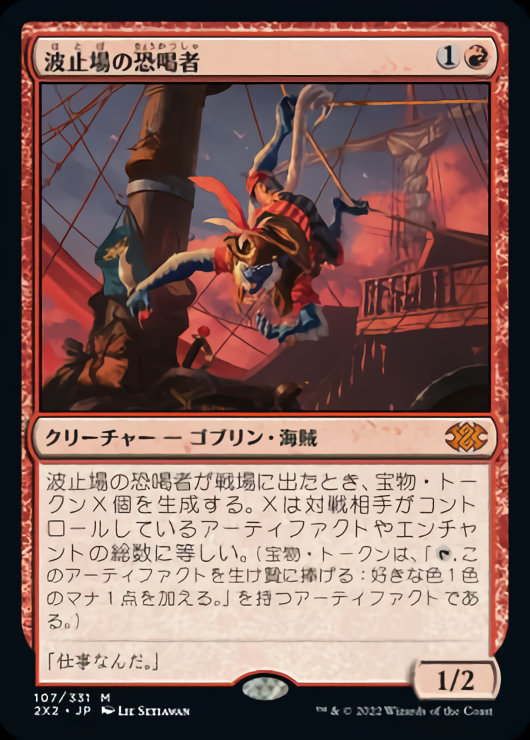 波止場の恐喝者
1
クリーチャー — ゴブリン・海賊
波止場の恐喝者が戦場に出たとき、宝物・トー
クンX個を生成する。Xは対戦相手がコント
ロールしているアーティファクトやエンチャ
ントの総数に等しい。(宝物・トークンは、「,こ
のアーティファクトを生け贄に捧げる：好きな色1色
のマナ1点を加える。」を持つアーティファクトであ
る。)
「仕事なんだ。」
1/2
107/331 M
2X2 • JP Lie Setiawan
™ & © 2022 Wizards of the Coast